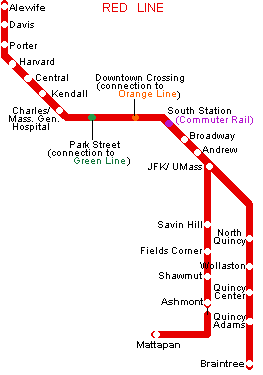 RED LINE
Alewife
Davis
Porter
Harvard
Central
Kendall
Charles/
Mass. Gen.
Hospital
Downtown Crossing
(connection to
Orange Line)
Park Street
(connection to
Green Line)
South Station
(Commuter Rail)
Broadway
Andrew
JFK/ UMass
Savin Hill
Fields Corner
Shawmut
Ashmont
Mattapan
North
Quincy
Wollaston
Quincy
Center
Quincy
Adams
Braintree